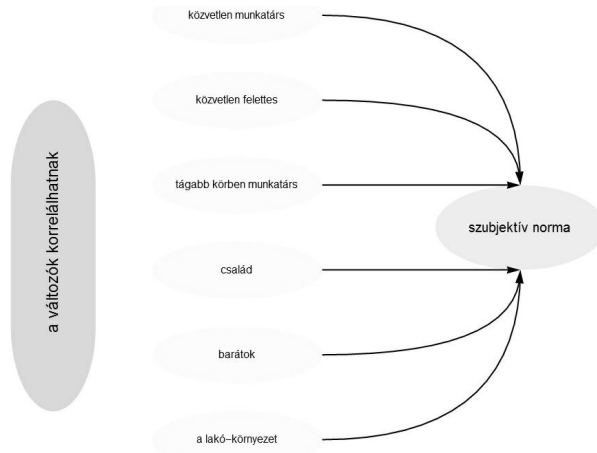 a változók korrelálhatnak
közvetlen munkatárs
közvetlen felettes
tágabb körben munkatárs
család
barátok
a lakó–környezet
szubjektív norma